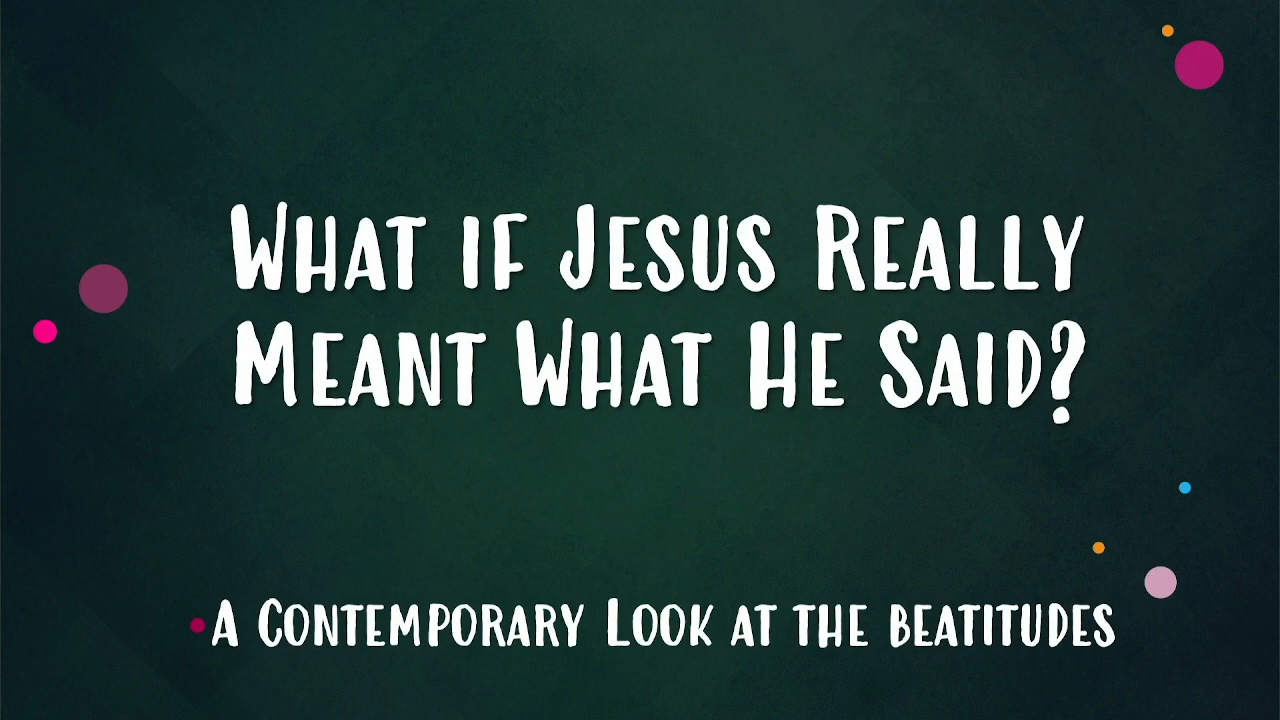 What if Jesus Really
Meant What He Said?
A Contemporary Look at the Beatitudes